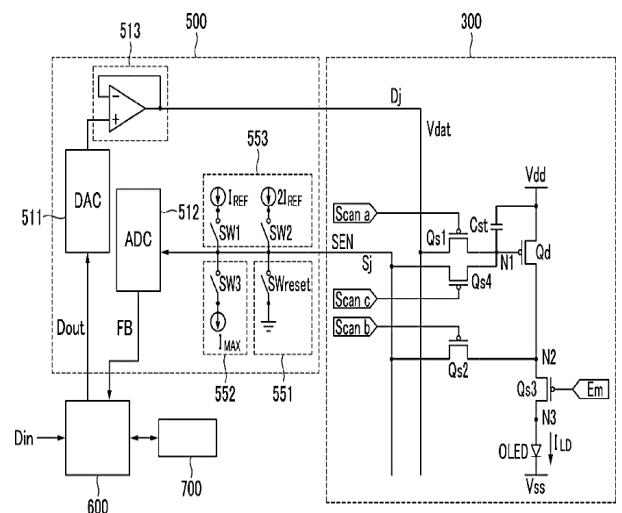 500
300
513
Dj
Vdat
553
Vdd
IREF
2IREF
Scan a
Cst
511
DAC
512
ADC
SW1
SW2
Qs1
Qd
SEN
N1
Sj
Qs4
SW3
SWreset
Scan c
Dout
FB
IMAX
Scan b
N2
Qs2
Qs3
Em
552
551
N3
Din
OLED
ILD
Vss
600
700